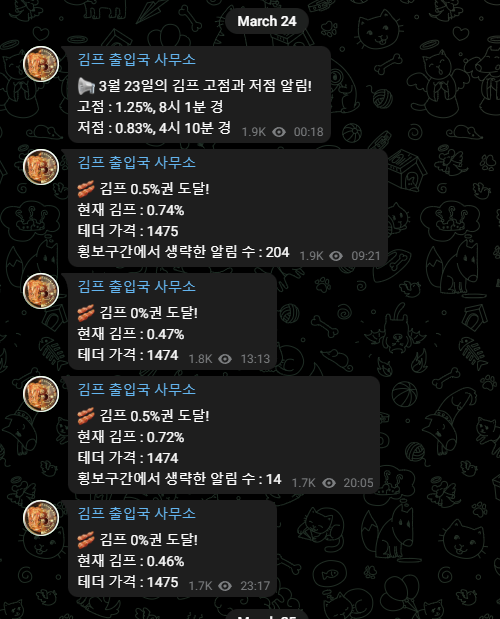 March 24
김프 출입국 사무소
3월 23일의 김프 고점과 저점 알림!
고점 : 1.25%, 8시 1분 경
저점 : 0.83%, 4시 10분 경 1.9K 00:18
김프 출입국 사무소
김프 0.5%권 도달!
현재 김프 : 0.74%
테더 가격 : 1475
횡보구간에서 생략한 알림 수 : 204 1.9K 09:21
김프 출입국 사무소
김프 0%권 도달!
현재 김프 : 0.47%
테더 가격 : 1474 1.8K 13:13
김프 출입국 사무소
김프 0.5%권 도달!
현재 김프 : 0.72%
테더 가격 : 1474
횡보구간에서 생략한 알림 수 : 14 1.7K 20:05
김프 출입국 사무소
김프 0%권 도달!
현재 김프 : 0.46%
테더 가격 : 1475 1.7K 23:17